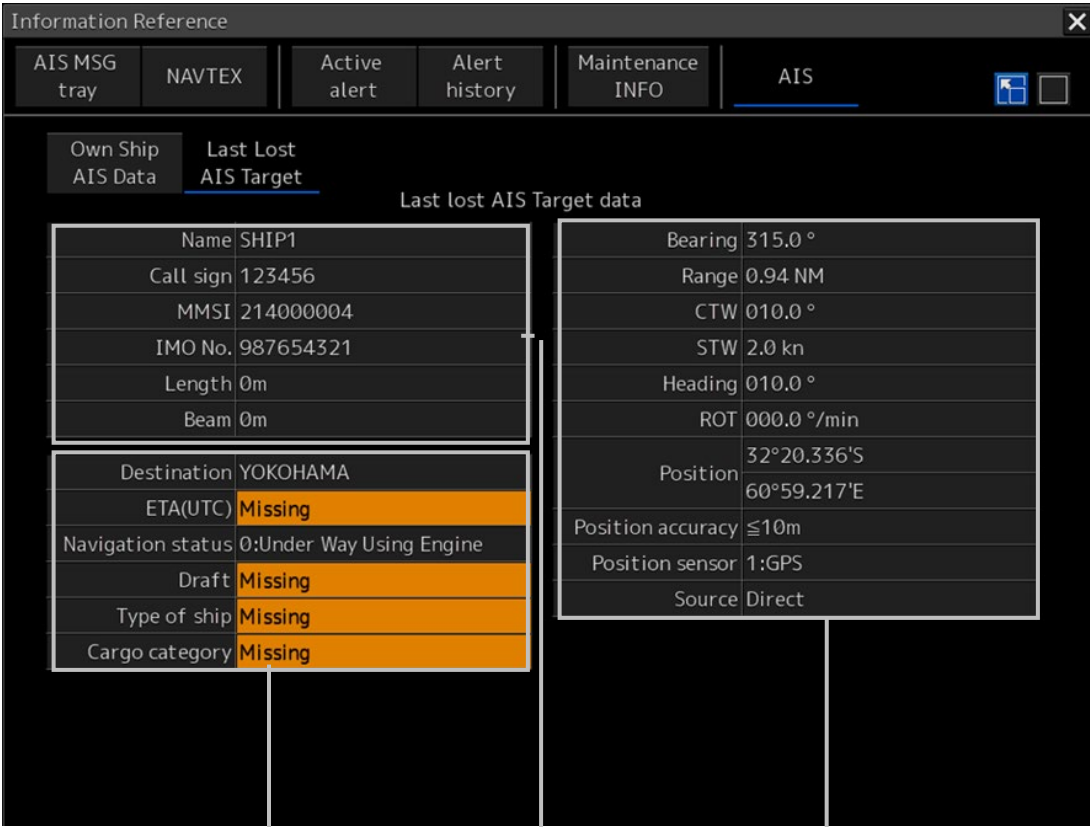 Information Reference
AIS MSG tray
NAVTEX
Active alert
Alert history
Maintenance INFO
AIS
Own Ship AIS Data
Last Lost AIS Target
Last lost AIS Target data
Name SHIP1
Call sign 123456
MMSI 214000004
IMO No. 987654321
Length 0m
Beam 0m
Destination YOKOHAMA
ETA(UTC) Missing
Navigation status 0:Under Way Using Engine
Draft Missing
Type of ship Missing
Cargo category Missing
Bearing 315.0 °
Range 0.94 NM
CTW 010.0 °
STW 2.0 kn
Heading 010.0 °
ROT 000.0 °/min
Position 32°20.336'S
60°59.217'E
Position accuracy ≦10m
Position sensor 1:GPS
Source Direct